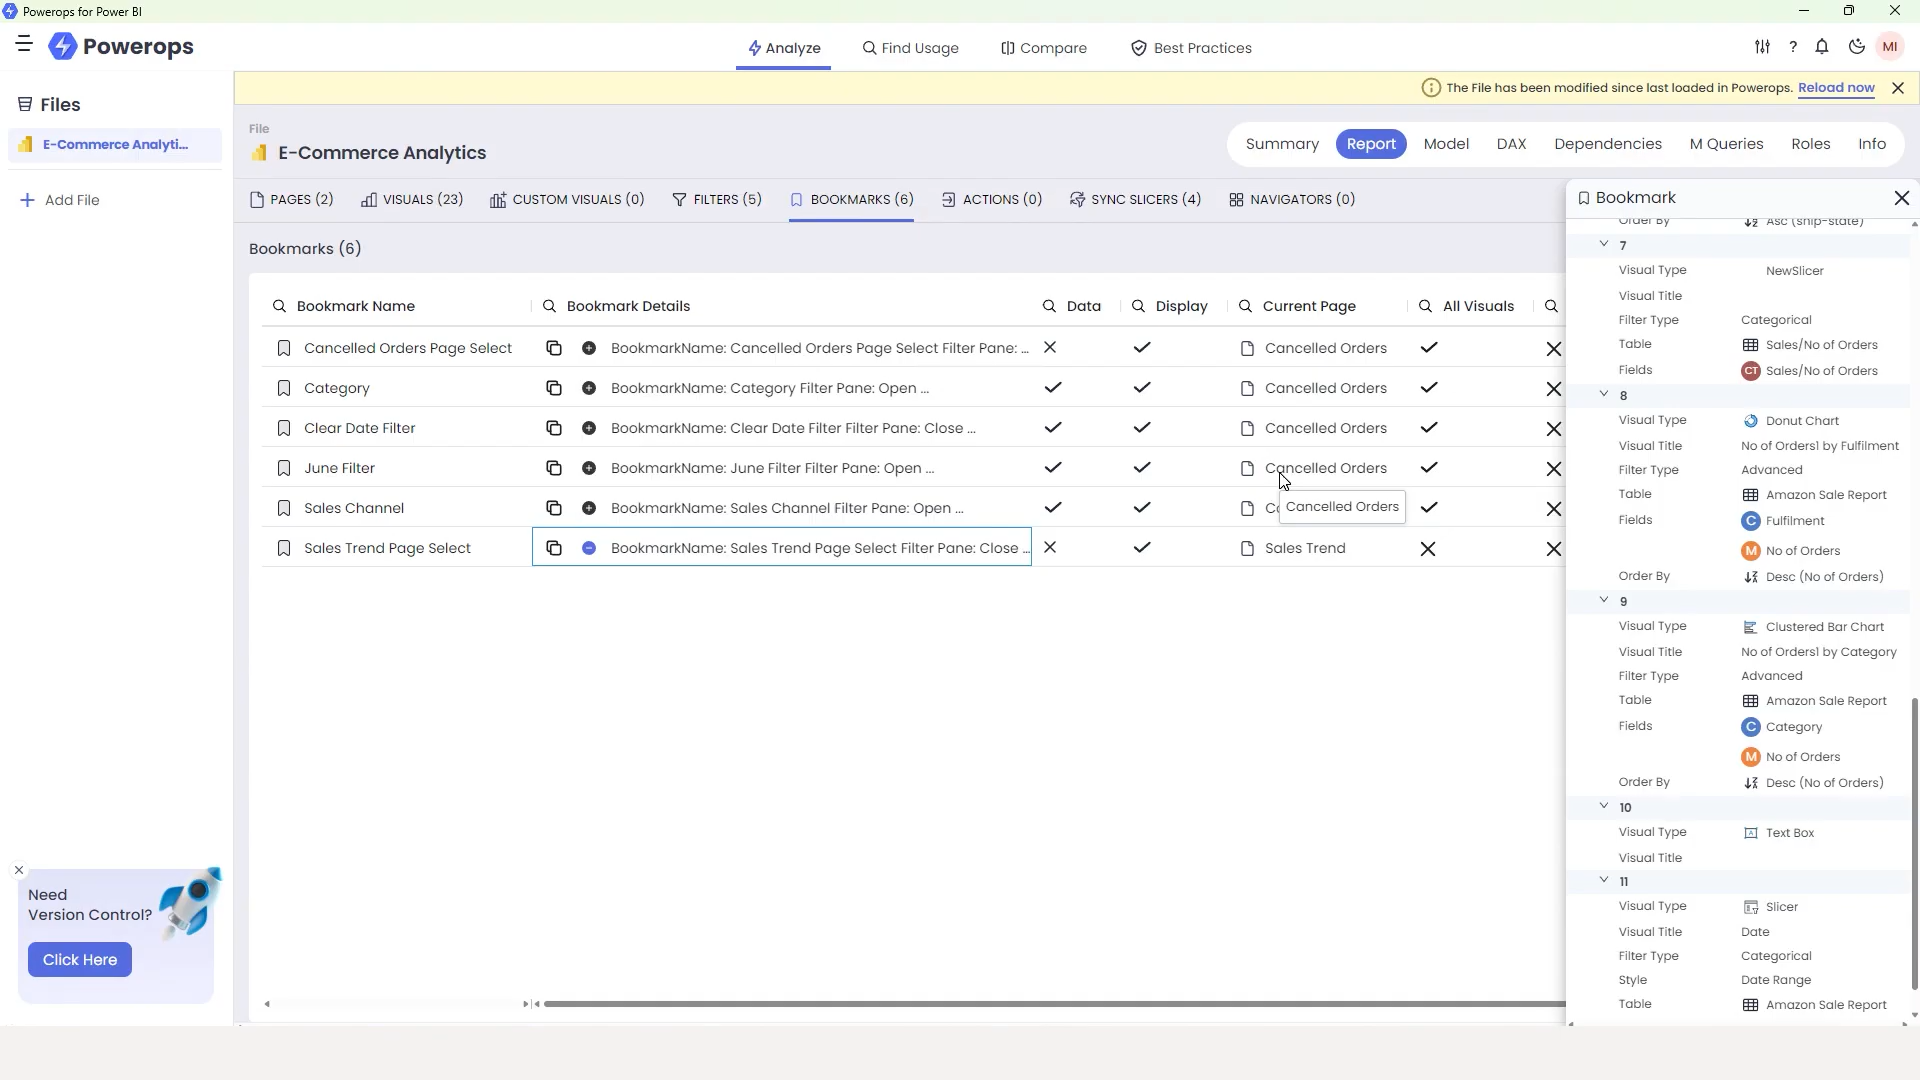 Powerops for Power BI
Powerops
Analyze
Find Usage
Compare
Best Practices
?
MI
Files
E-Commerce Analyti...
Add File
The File has been modified since last loaded in Powerops. Reload now
File
E-Commerce Analytics
Summary
Report
Model
DAX
Dependencies
M Queries
Roles
Info
PAGES (2)
VISUALS (23)
CUSTOM VISUALS (0)
FILTERS (5)
BOOKMARKS (6)
ACTIONS (0)
SYNC SLICERS (4)
NAVIGATORS (0)
Bookmarks (6)
Bookmark Name
Bookmark Details
Data
Display
Current Page
All Visuals
Cancelled Orders Page Select
BookmarkName: Cancelled Orders Page Select Filter Pane: ...
Cancelled Orders
Category
BookmarkName: Category Filter Pane: Open ...
Cancelled Orders
Clear Date Filter
BookmarkName: Clear Date Filter Filter Pane: Close ...
Cancelled Orders
June Filter
BookmarkName: June Filter Filter Pane: Open ...
Cancelled Orders
Sales Channel
BookmarkName: Sales Channel Filter Pane: Open ...
Cancelled Orders
Sales Trend Page Select
BookmarkName: Sales Trend Page Select Filter Pane: Close ...
Sales Trend
Bookmark
Order By Asc (ship-state)
7
Visual Type NewSlicer
Visual Title
Filter Type Categorical
Table Sales/No of Orders
Fields CT Sales/No of Orders
8
Visual Type Donut Chart
Visual Title No of Orders1 by Fulfilment
Filter Type Advanced
Table Amazon Sale Report
Fields C Fulfilment
M No of Orders
Order By Desc (No of Orders)
9
Visual Type Clustered Bar Chart
Visual Title No of Orders1 by Category
Filter Type Advanced
Table Amazon Sale Report
Fields C Category
M No of Orders
Order By Desc (No of Orders)
10
Visual Type Text Box
Visual Title
11
Visual Type Slicer
Visual Title Date
Filter Type Categorical
Style Date Range
Table Amazon Sale Report
Need
Version Control?
Click Here